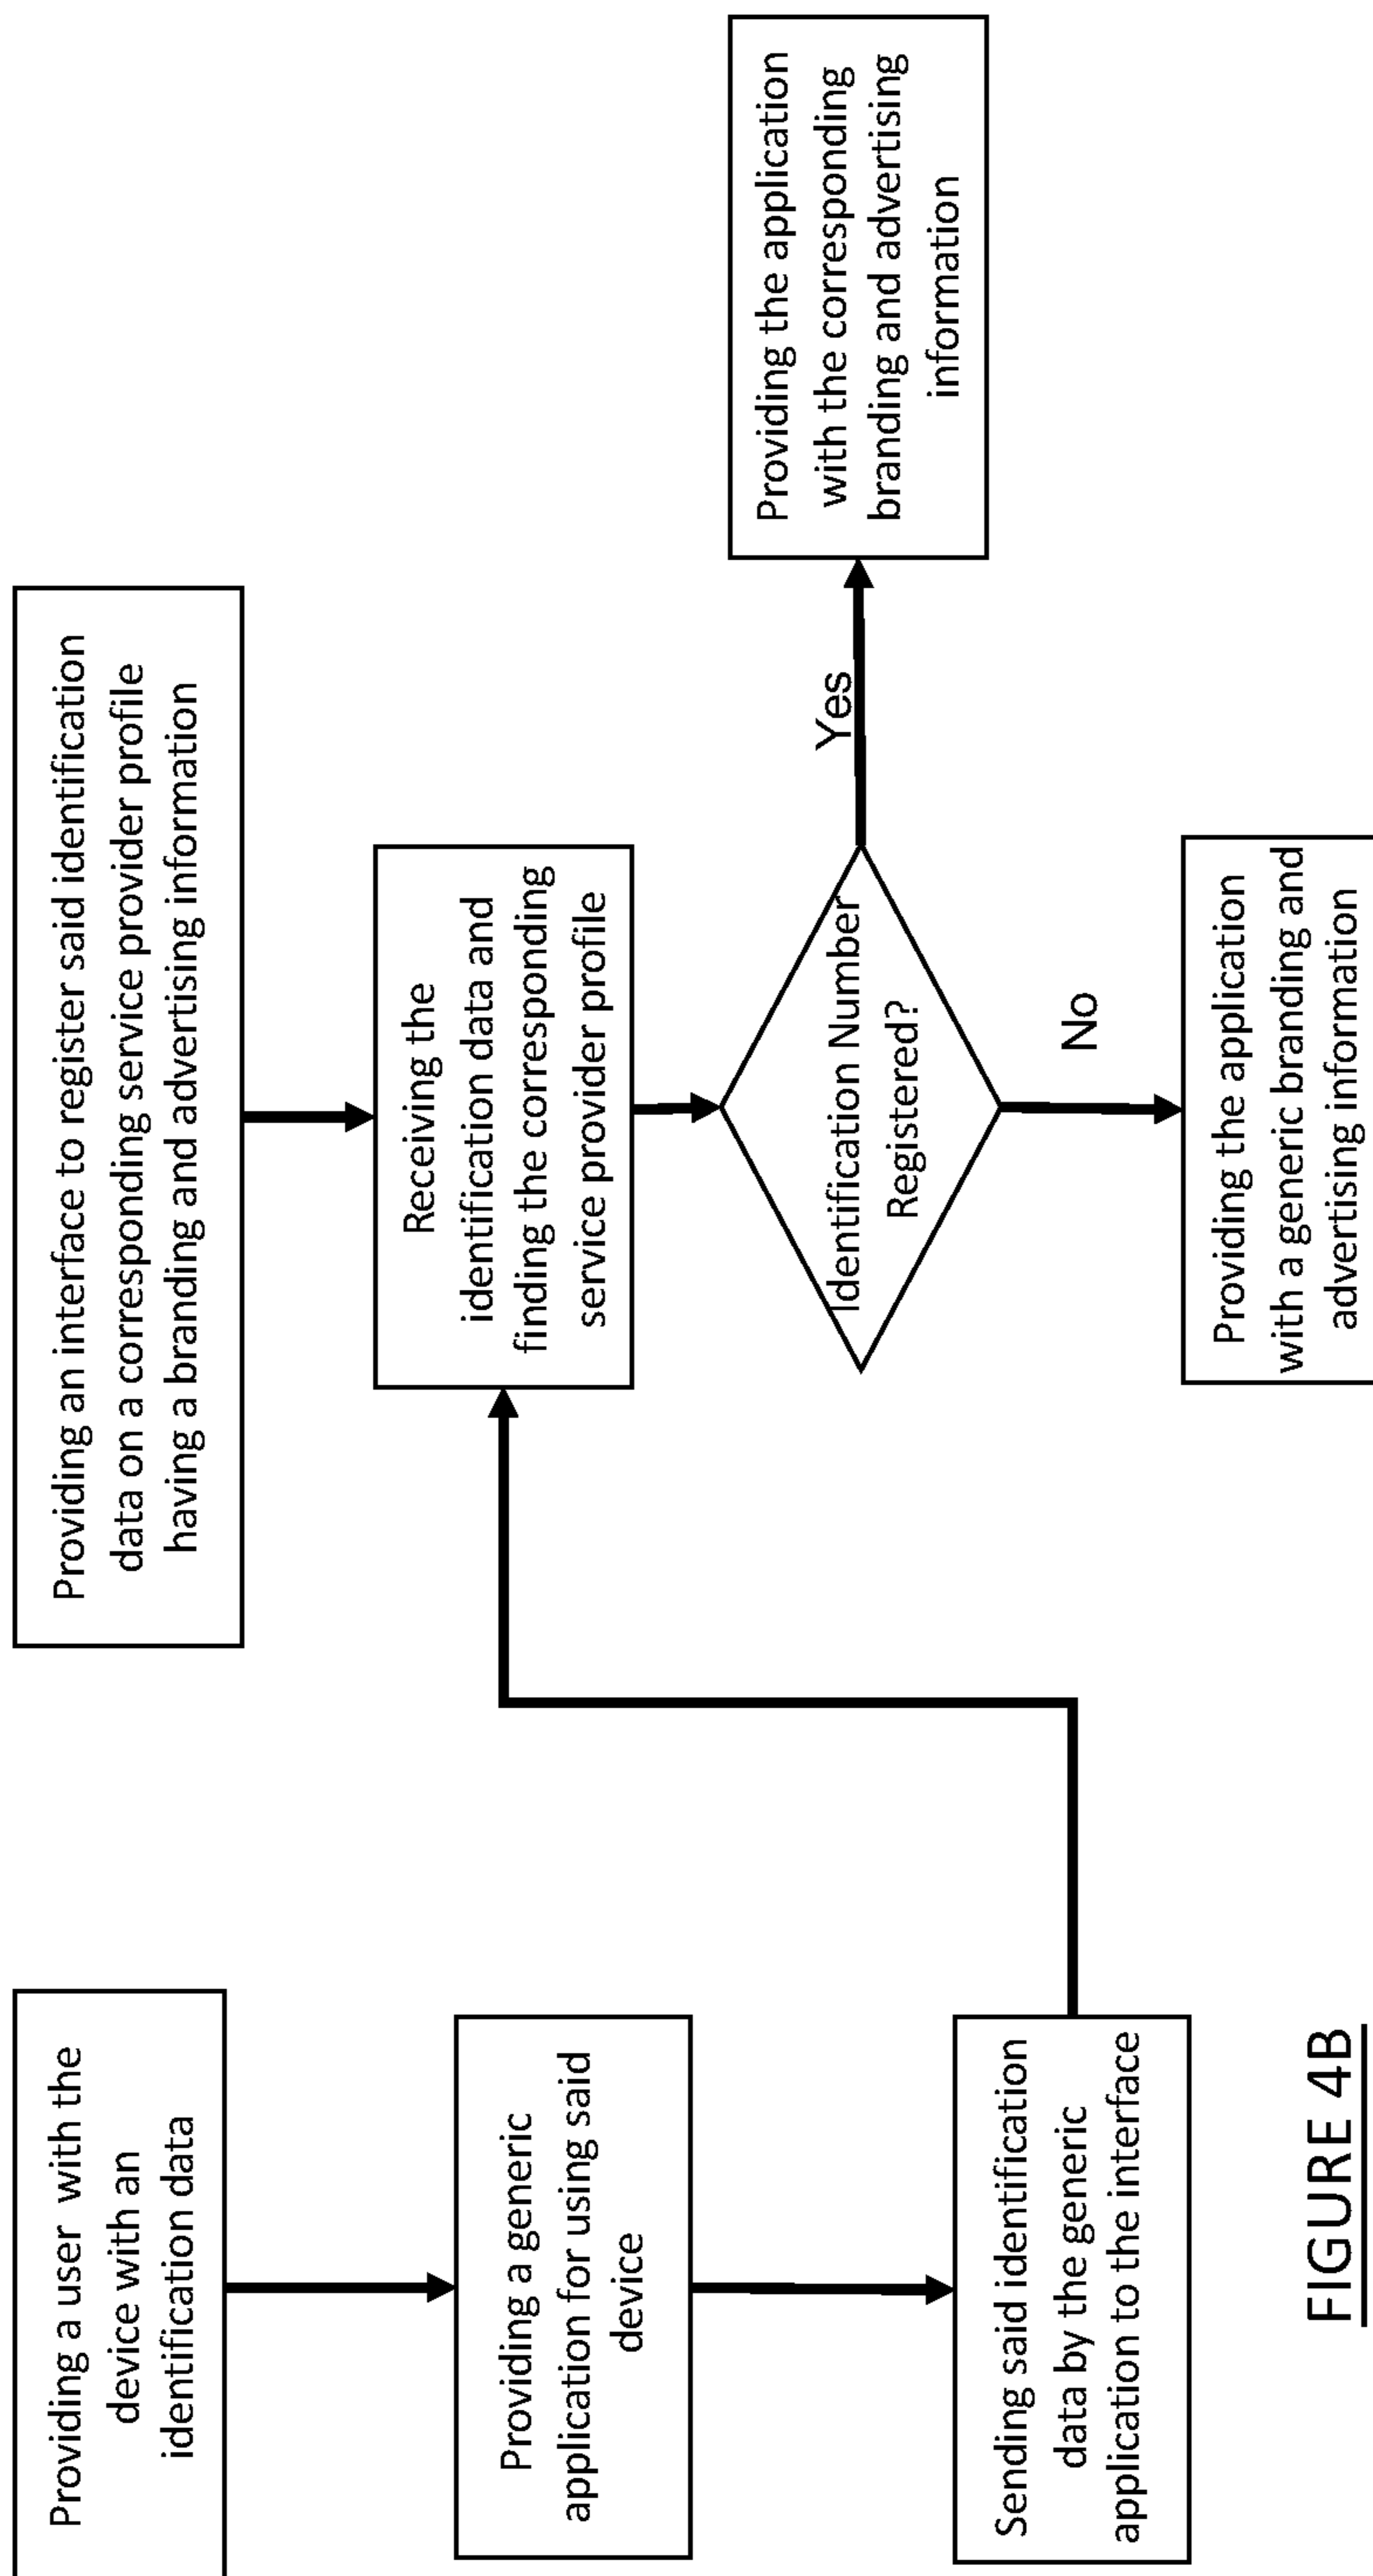 Providing a user with the
device with an
identification data
Providing a generic
application for using said
device
Sending said identification
data by the generic
application to the interface
Providing an interface to register said identification
data on a corresponding service provider profile
having a branding and advertising information
Receiving the
identification data and
finding the corresponding
service provider profile
Identification Number
Registered?
Yes
Providing the application
with the corresponding
branding and advertising
information
No
Providing the application
with a generic branding and
advertising information
FIGURE 4B